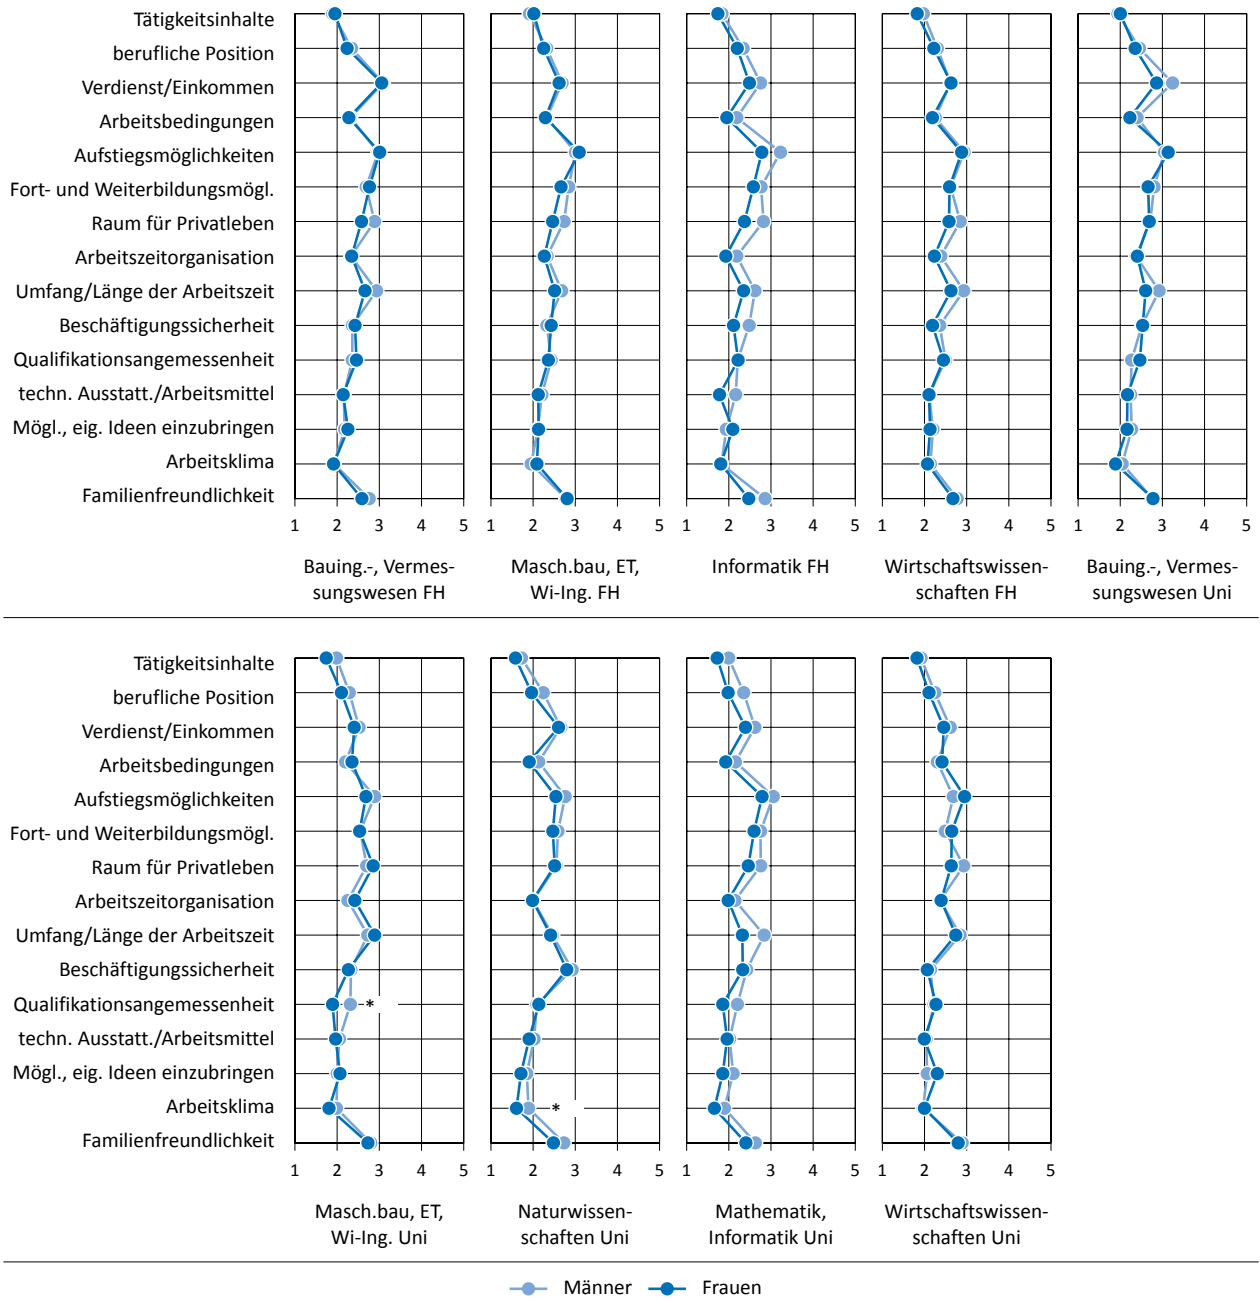 Tätigkeitsinhalte
berufliche Position
Verdienst/Einkommen
Arbeitsbedingungen
Aufstiegsmöglichkeiten
Fort- und Weiterbildungsmögl.
Raum für Privatleben
Arbeitszeitorganisation
Umfang/Länge der Arbeitszeit
Beschäftigungssicherheit
Qualifikationsangemessenheit
techn. Ausstatt./Arbeitsmittel
Mögl., eig. Ideen einzubringen
Arbeitsklima
Familienfreundlichkeit
1 2 3 4 5 1 2 3 4 5 1 2 3 4 5 1 2 3 4 5 1 2 3 4 5
Bauing.-, Vermes- Masch.bau, ET, Informatik FH Wirtschaftswissen- Bauing.-, Vermes-
sungswesen FH Wi-Ing. FH schaften FH sungswesen Uni
Tätigkeitsinhalte
berufliche Position
Verdienst/Einkommen
Arbeitsbedingungen
Aufstiegsmöglichkeiten
Fort- und Weiterbildungsmögl.
Raum für Privatleben
Arbeitszeitorganisation
Umfang/Länge der Arbeitszeit
Beschäftigungssicherheit
Qualifikationsangemessenheit *
techn. Ausstatt./Arbeitsmittel
Mögl., eig. Ideen einzubringen
Arbeitsklima *
Familienfreundlichkeit
1 2 3 4 5 1 2 3 4 5 1 2 3 4 5 1 2 3 4 5
Masch.bau, ET, Naturwissen- Mathematik, Wirtschaftswissen-
Wi-Ing. Uni schaften Uni Informatik Uni schaften Uni
Männer Frauen